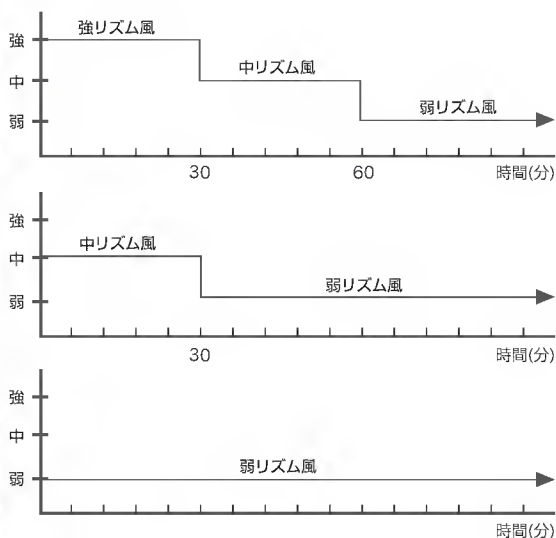 強リズム風
強
中リズム風
中
弱リズム風
弱
30
60
時間(分)
強
中リズム風
中
弱リズム風
弱
30
時間(分)
強
中
弱リズム風
弱
時間(分)